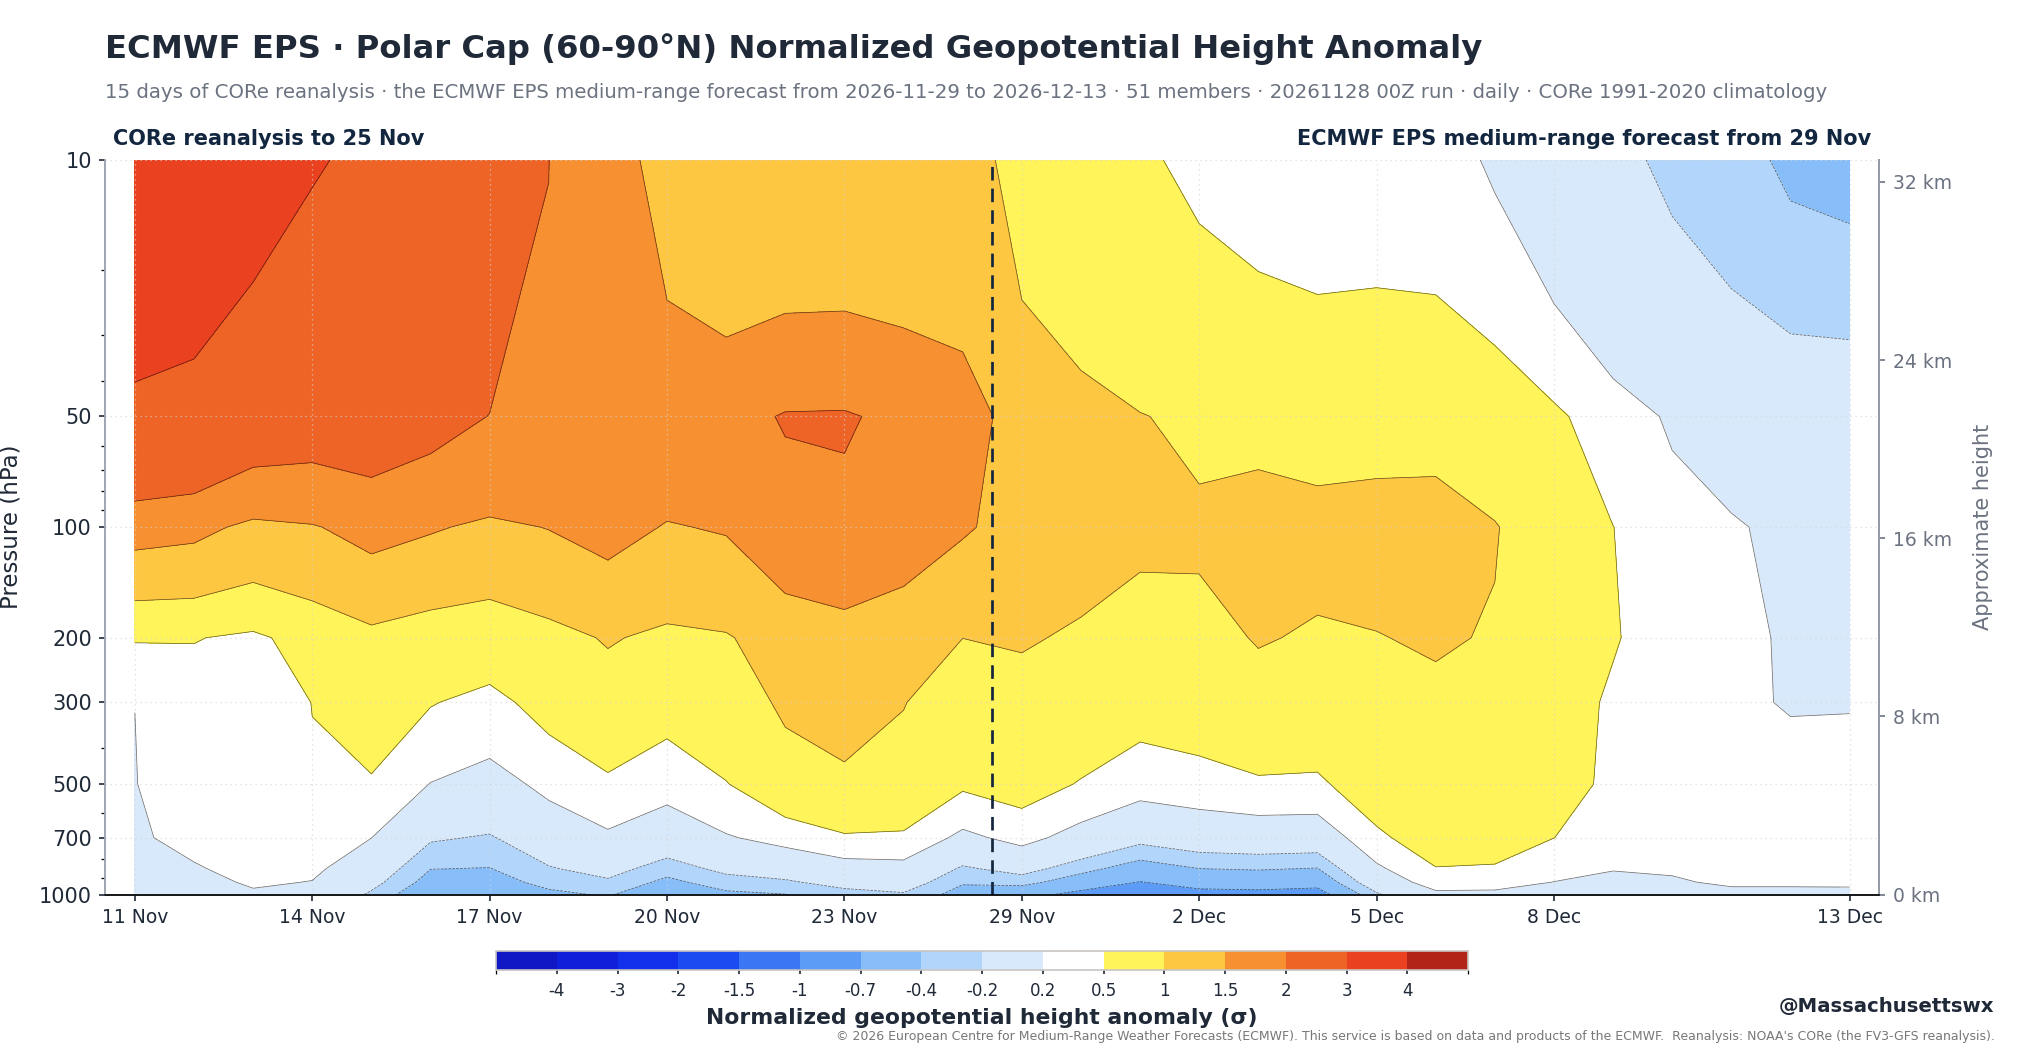 ECMWF EPS · Polar Cap (60-90°N) Normalized Geopotential Height Anomaly
15 days of CORe reanalysis · the ECMWF EPS medium-range forecast from 2026-11-29 to 2026-12-13 · 51 members · 20261128 00Z run · daily · CORe 1991-2020 climatology
CORe reanalysis to 25 Nov
ECMWF EPS medium-range forecast from 29 Nov
Pressure (hPa)
10
50
100
200
300
500
700
1000
32 km
24 km
16 km
8 km
0 km
Approximate height
11 Nov 14 Nov 17 Nov 20 Nov 23 Nov 29 Nov 2 Dec 5 Dec 8 Dec 13 Dec
-4 -3 -2 -1.5 -1 -0.7 -0.4 -0.2 0.2 0.5 1 1.5 2 3 4
Normalized geopotential height anomaly (σ)
@Massachusettswx
© 2026 European Centre for Medium-Range Weather Forecasts (ECMWF). This service is based on data and products of the ECMWF. Reanalysis: NOAA's CORe (the FV3-GFS reanalysis).